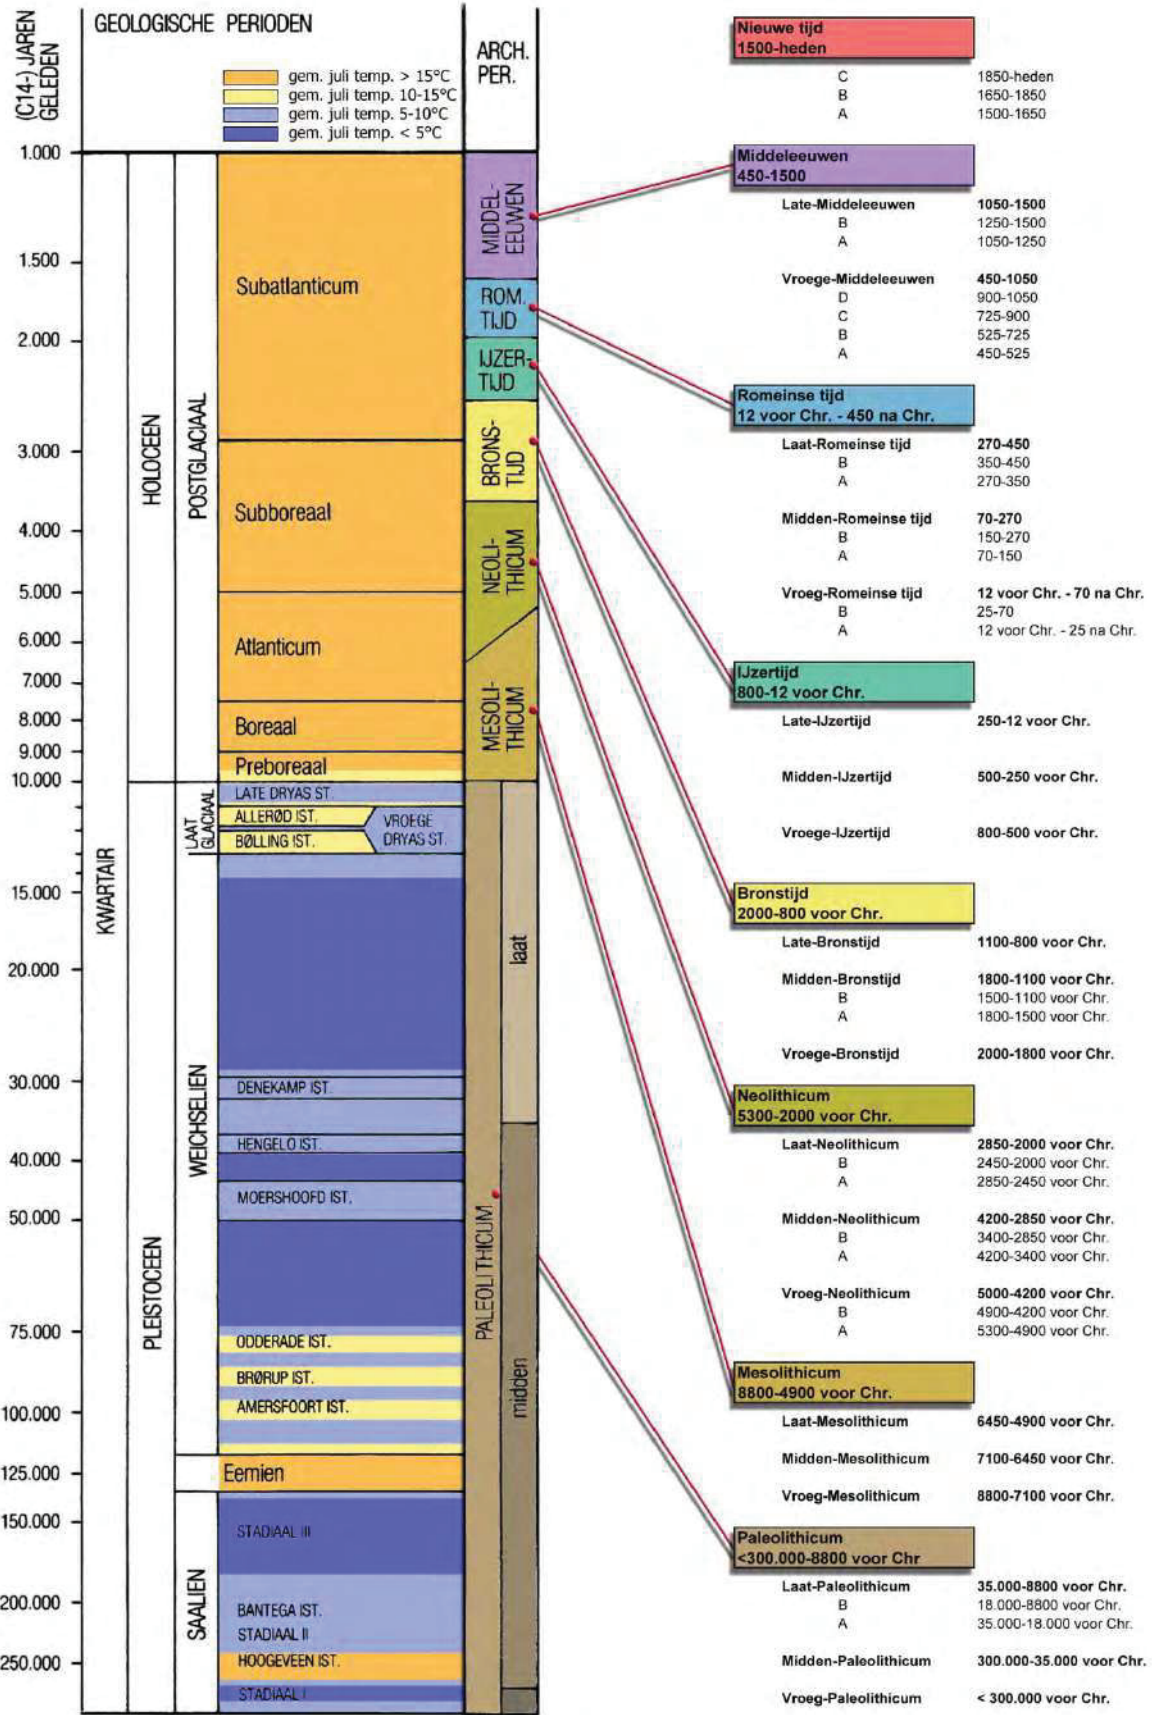 (C14-) JAREN
GELEDEN
GEOLOGISCHE PERIODEN
gem. juli temp. > 15°C
gem. juli temp. 10-15°C
gem. juli temp. 5-10°C
gem. juli temp. < 5°C
ARCH.
PER.
1.000
1.500
2.000
3.000
4.000
5.000
6.000
7.000
8.000
9.000
10.000
15.000
20.000
30.000
40.000
50.000
75.000
100.000
125.000
150.000
200.000
250.000
KWARTAIR
HOLOCEEN
PLEISTOCEEN
POSTGLACIAAL
LAAT
GLACIAAL
WEICHSELIEN
SAALIEN
Subatlanticum
Subboreaal
Atlanticum
Boreaal
Preboreaal
LATE DRYAS ST.
ALLERØD IST.
VROEGE
DRYAS ST.
BØLLING IST.
DENEKAMP IST.
HENGELO IST.
MOERSHOOFD IST.
ODDERADE IST.
BRØRUP IST.
AMERSFOORT IST.
Eemien
STADIAAL III
BANTEGA IST.
STADIAAL II
HOOGEVEEN IST.
STADIAAL I
MIDDEL-
EEUWEN
ROM.
TIJD
IJZER-
TIJD
BRONS-
TIJD
NEOLI-
THICUM
MESOLI-
THICUM
PALEOLITHICUM
laat
midden
Nieuwe tijd
1500-heden
C 1850-heden
B 1650-1850
A 1500-1650
Middeleeuwen
450-1500
Late-Middeleeuwen 1050-1500
B 1250-1500
A 1050-1250
Vroege-Middeleeuwen 450-1050
D 900-1050
C 725-900
B 525-725
A 450-525
Romeinse tijd
12 voor Chr. - 450 na Chr.
Laat-Romeinse tijd 270-450
B 350-450
A 270-350
Midden-Romeinse tijd 70-270
B 150-270
A 70-150
Vroeg-Romeinse tijd 12 voor Chr. - 70 na Chr.
B 25-70
A 12 voor Chr. - 25 na Chr.
IJzertijd
800-12 voor Chr.
Late-IJzertijd 250-12 voor Chr.
Midden-IJzertijd 500-250 voor Chr.
Vroege-IJzertijd 800-500 voor Chr.
Bronstijd
2000-800 voor Chr.
Late-Bronstijd 1100-800 voor Chr.
Midden-Bronstijd 1800-1100 voor Chr.
B 1500-1100 voor Chr.
A 1800-1500 voor Chr.
Vroege-Bronstijd 2000-1800 voor Chr.
Neolithicum
5300-2000 voor Chr.
Laat-Neolithicum 2850-2000 voor Chr.
B 2450-2000 voor Chr.
A 2850-2450 voor Chr.
Midden-Neolithicum 4200-2850 voor Chr.
B 3400-2850 voor Chr.
A 4200-3400 voor Chr.
Vroeg-Neolithicum 5000-4200 voor Chr.
B 4900-4200 voor Chr.
A 5300-4900 voor Chr.
Mesolithicum
8800-4900 voor Chr.
Laat-Mesolithicum 6450-4900 voor Chr.
Midden-Mesolithicum 7100-6450 voor Chr.
Vroeg-Mesolithicum 8800-7100 voor Chr.
Paleolithicum
<300.000-8800 voor Chr
Laat-Paleolithicum 35.000-8800 voor Chr.
B 18.000-8800 voor Chr.
A 35.000-18.000 voor Chr.
Midden-Paleolithicum 300.000-35.000 voor Chr.
Vroeg-Paleolithicum < 300.000 voor Chr.